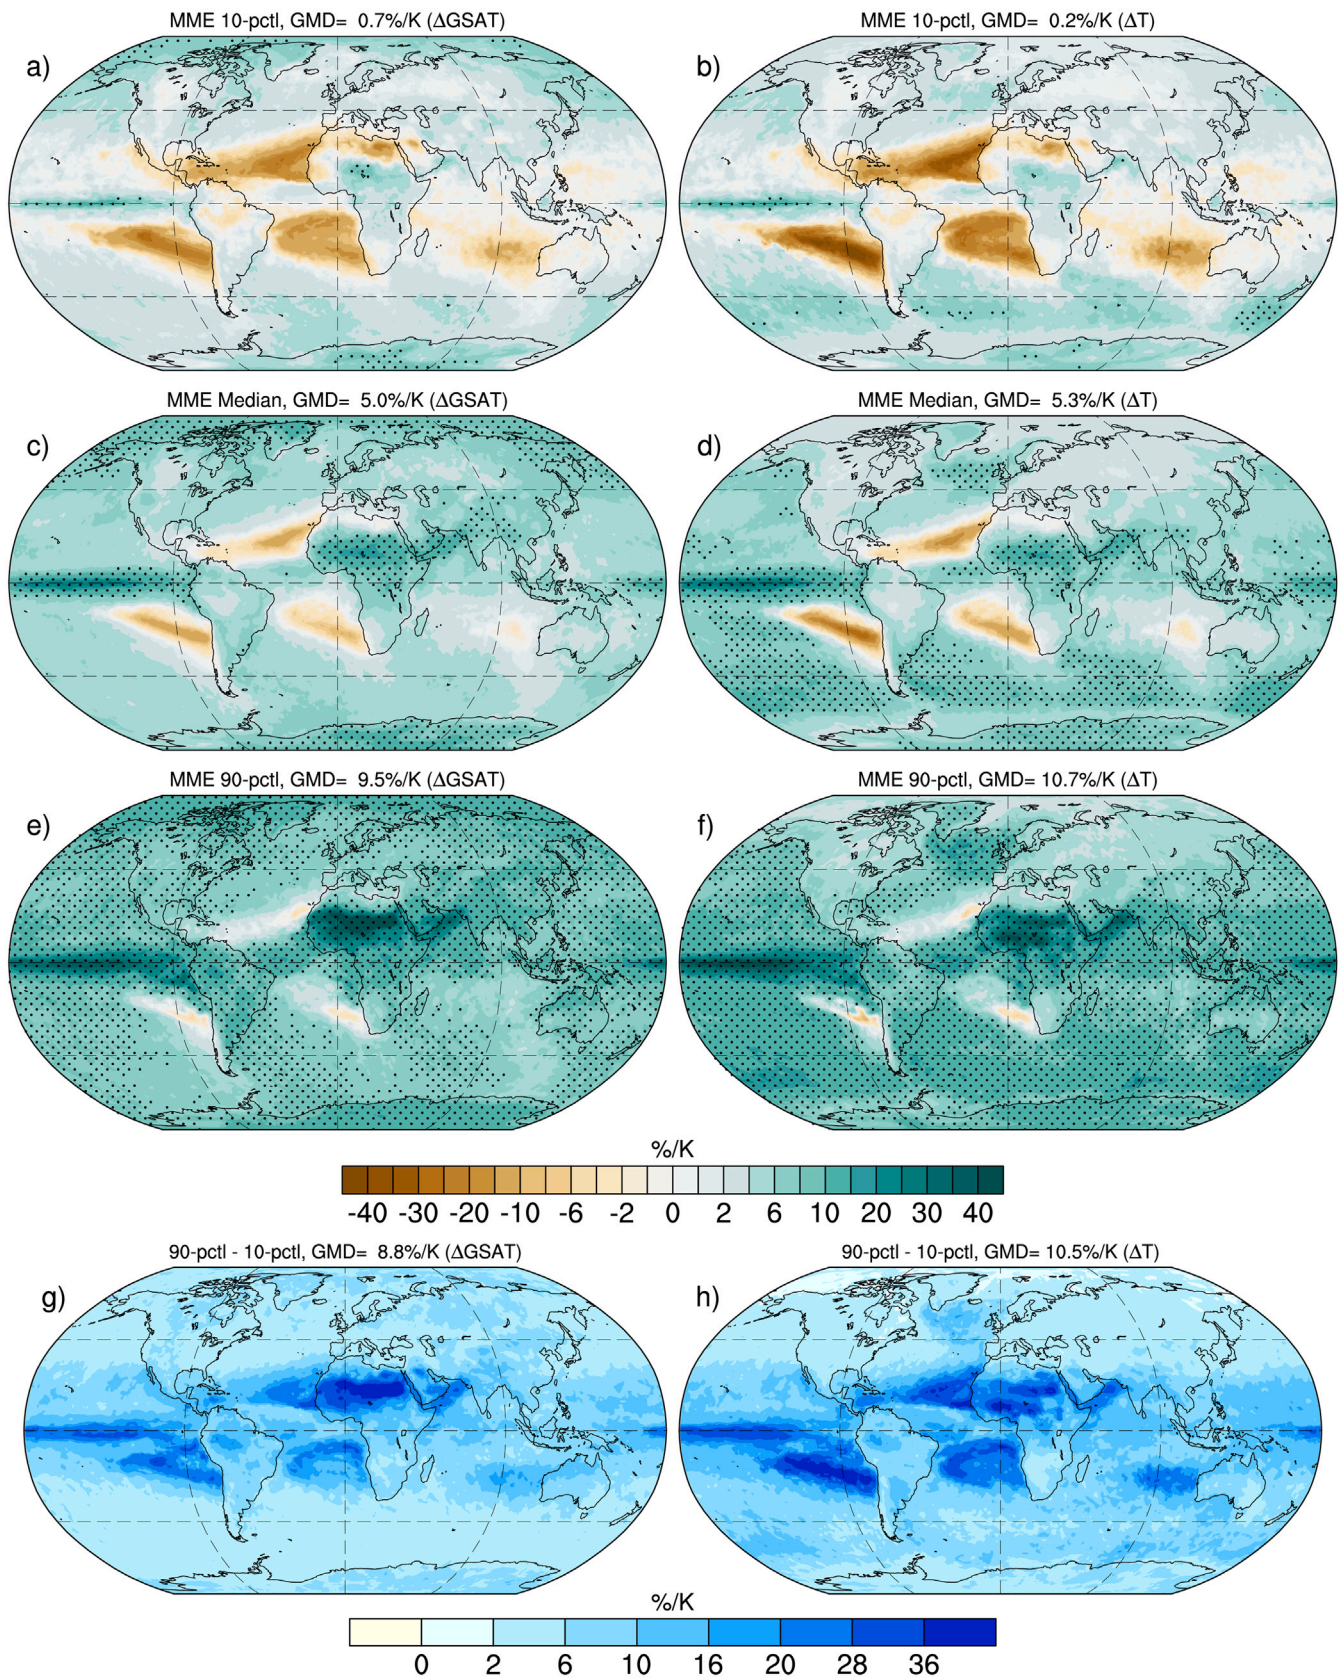 MME 10-pctl, GMD= 0.7%/K (ΔGSAT)
MME 10-pctl, GMD= 0.2%/K (ΔT)
a)
b)
MME Median, GMD= 5.0%/K (ΔGSAT)
MME Median, GMD= 5.3%/K (ΔT)
c)
d)
MME 90-pctl, GMD= 9.5%/K (ΔGSAT)
MME 90-pctl, GMD= 10.7%/K (ΔT)
e)
f)
%/K
-40 -30 -20 -10 -6 -2 0 2 6 10 20 30 40
90-pctl - 10-pctl, GMD= 8.8%/K (ΔGSAT)
90-pctl - 10-pctl, GMD= 10.5%/K (ΔT)
g)
h)
%/K
0 2 6 10 16 20 28 36